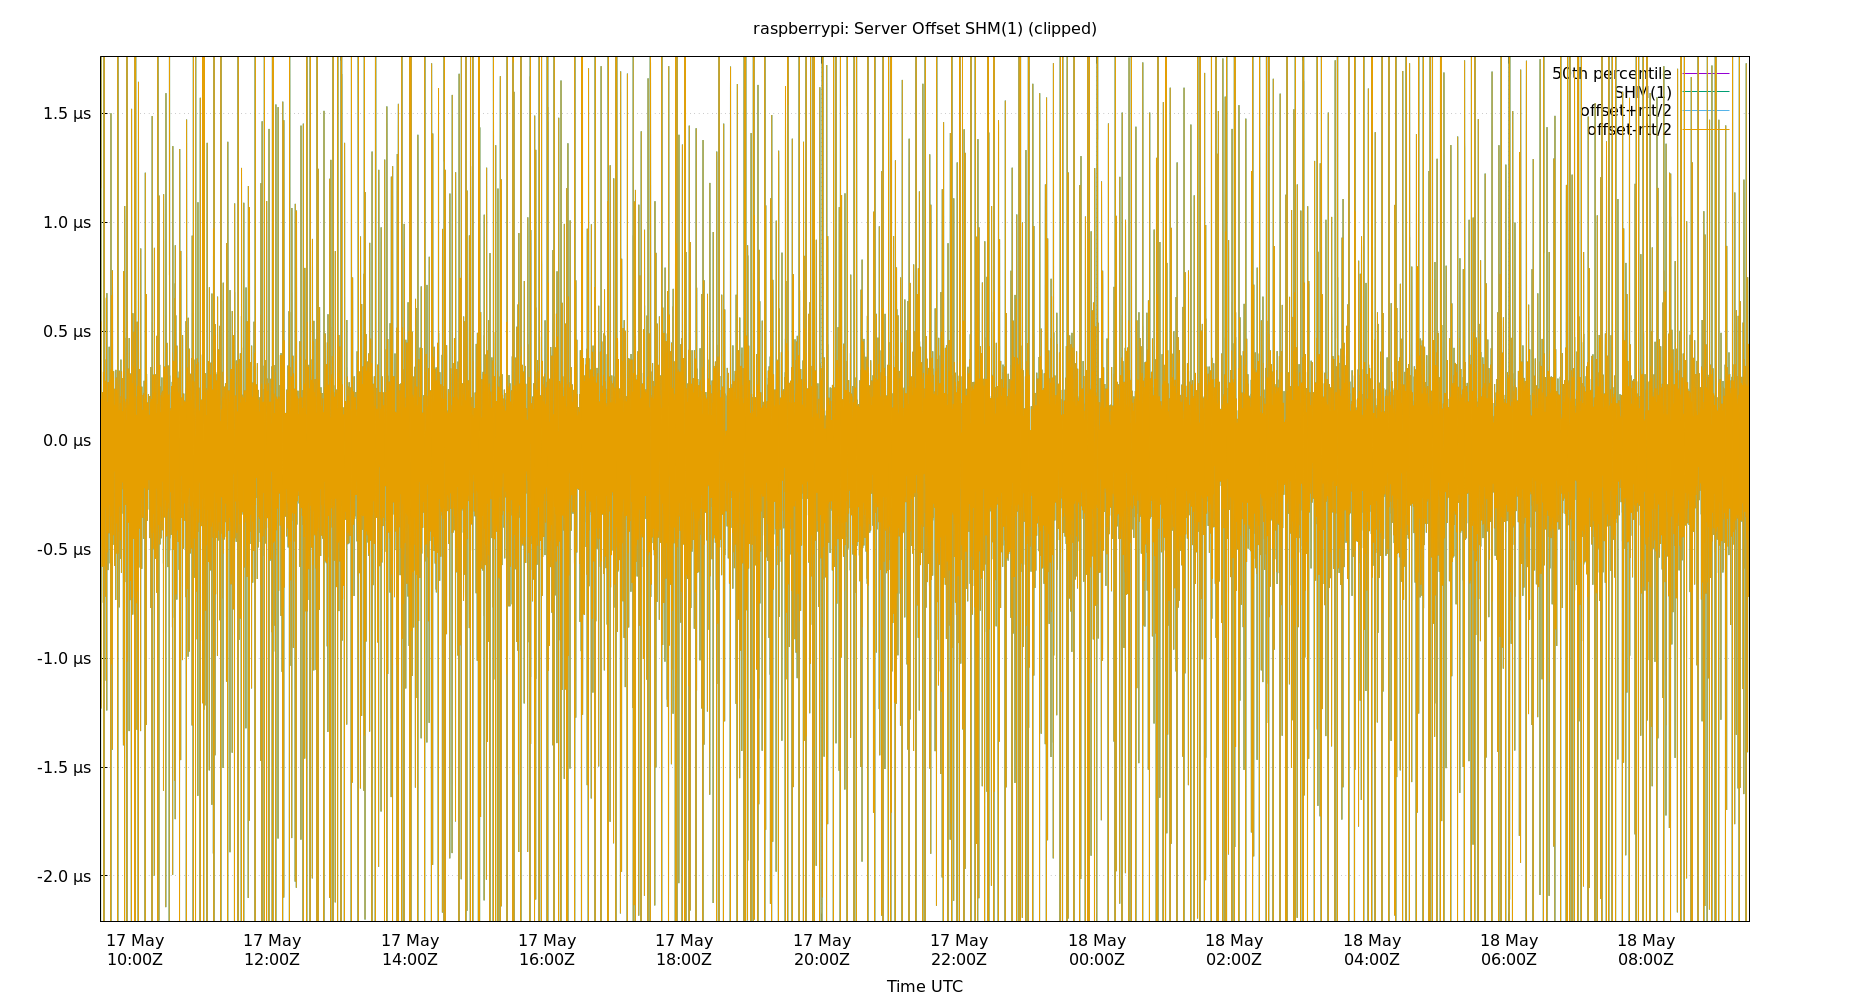 raspberrypi: Server Offset SHM(1) (clipped)
50th percentile
SHM(1)
offset+rtt/2
offset-rtt/2
1.5 µs
1.0 µs
0.5 µs
0.0 µs
-0.5 µs
-1.0 µs
-1.5 µs
-2.0 µs
17 May 17 May 17 May 17 May 17 May 17 May 17 May 18 May 18 May 18 May 18 May 18 May
10:00Z 12:00Z 14:00Z 16:00Z 18:00Z 20:00Z 22:00Z 00:00Z 02:00Z 04:00Z 06:00Z 08:00Z
Time UTC